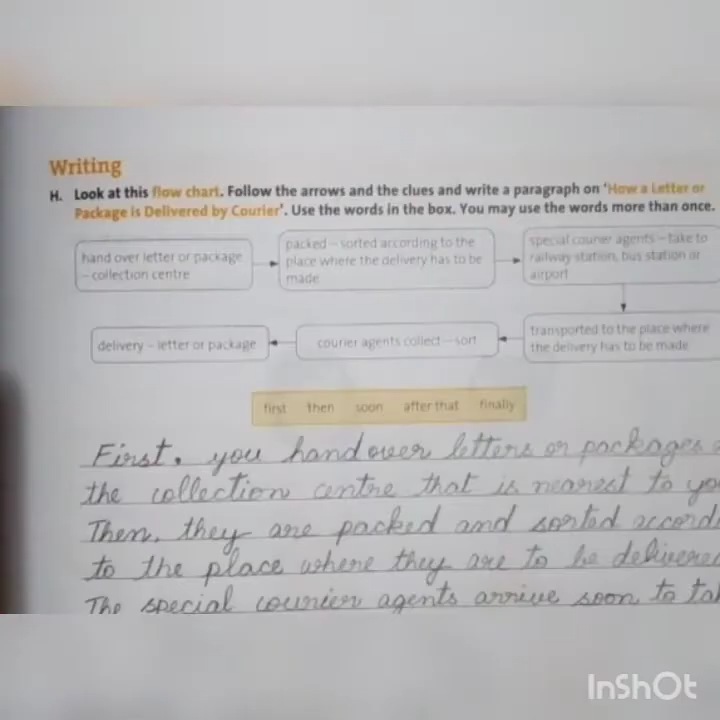 Writing
H. Look at this flow chart. Follow the arrows and the clues and write a paragraph on 'How a Letter or
Package is Delivered by Courier'. Use the words in the box. You may use the words more than once.
hand over letter or package
– collection centre
packed – sorted according to the
place where the delivery has to be
made
special courier agents – take to
railway station, bus station or
airport
transported to the place where
the delivery has to be made
courier agents collect – sort
delivery – letter or package
first then soon after that finally
First, you hand over letters or packages
the collection centre that is nearest to yo
Then, they are packed and sorted accord
to the place where they are to be delivered
The special courier agents arrive soon to ta
InShOt